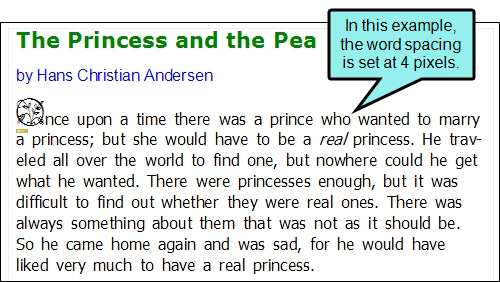 The Princess and the Pea
In this example,
the word spacing
is set at 4 pixels.
by Hans Christian Andersen
Once upon a time there was a prince who wanted to marry
a princess; but she would have to be a real princess. He trav-
eled all over the world to find one, but nowhere could he get
what he wanted. There were princesses enough, but it was
difficult to find out whether they were real ones. There was
always something about them that was not as it should be.
So he came home again and was sad, for he would have
liked very much to have a real princess.